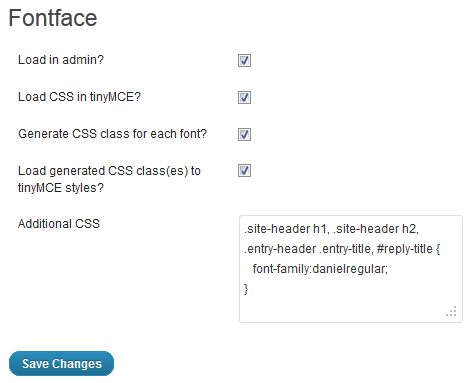 Fontface
Load in admin?
Load CSS in tinyMCE?
Generate CSS class for each font?
Load generated CSS class(es) to
tinyMCE styles?
Additional CSS
.site-header h1, .site-header h2,
.entry-header .entry-title, #reply-title {
font-family:danielregular;
}
Save Changes